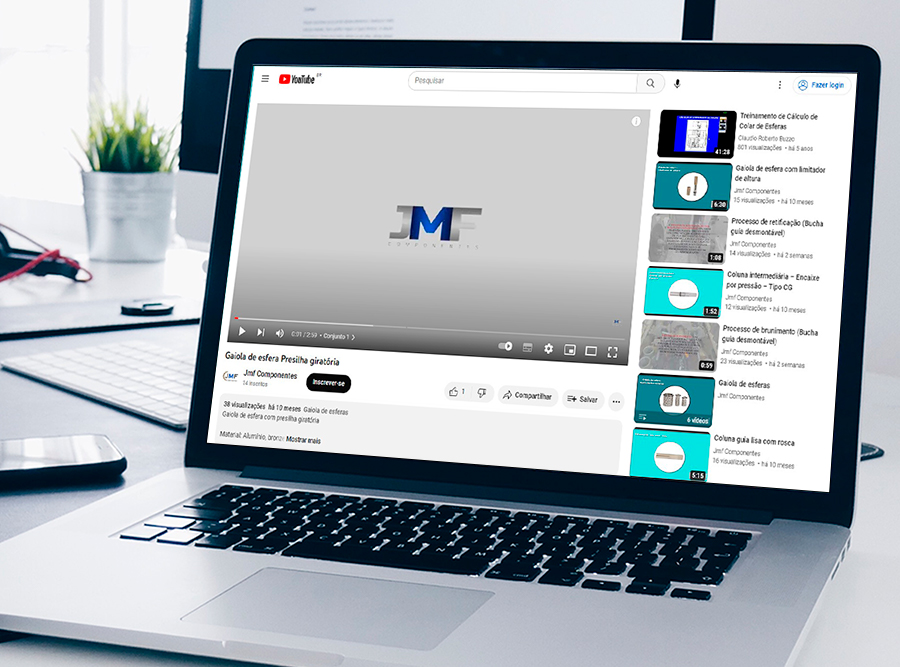 YouTube BR
Pesquisar
Fazer login
JMF
COMPONENTES
0:01 / 2:59 • Conjunto 1
Gaiola de esfera Presilha giratória
JMF
Jmf Componentes
14 inscritos
Inscrever-se
1
Compartilhar
Salvar
38 visualizações há 10 meses Gaiola de esferas
Gaiola de esfera com presilha giratória
Material: Alumínio, bronze Mostrar mais
Treinamento de Cálculo de
Colar de Esferas
Claudio Roberto Buzzo
801 visualizações • há 5 anos
41:28
Gaiola de esfera com limitador
de altura
Jmf Componentes
15 visualizações • há 10 meses
6:30
Processo de retificação (Bucha
guia desmontável)
Jmf Componentes
14 visualizações • há 2 semanas
1:08
Coluna intermediária – Encaixe
por pressão – Tipo CG
Jmf Componentes
12 visualizações • há 10 meses
1:52
Processo de brunimento (Bucha
guia desmontável)
Jmf Componentes
23 visualizações • há 2 semanas
0:59
Gaiola de esferas
Jmf Componentes
6 vídeos
Coluna guia lisa com rosca
Jmf Componentes
16 visualizações • há 10 meses
5:15